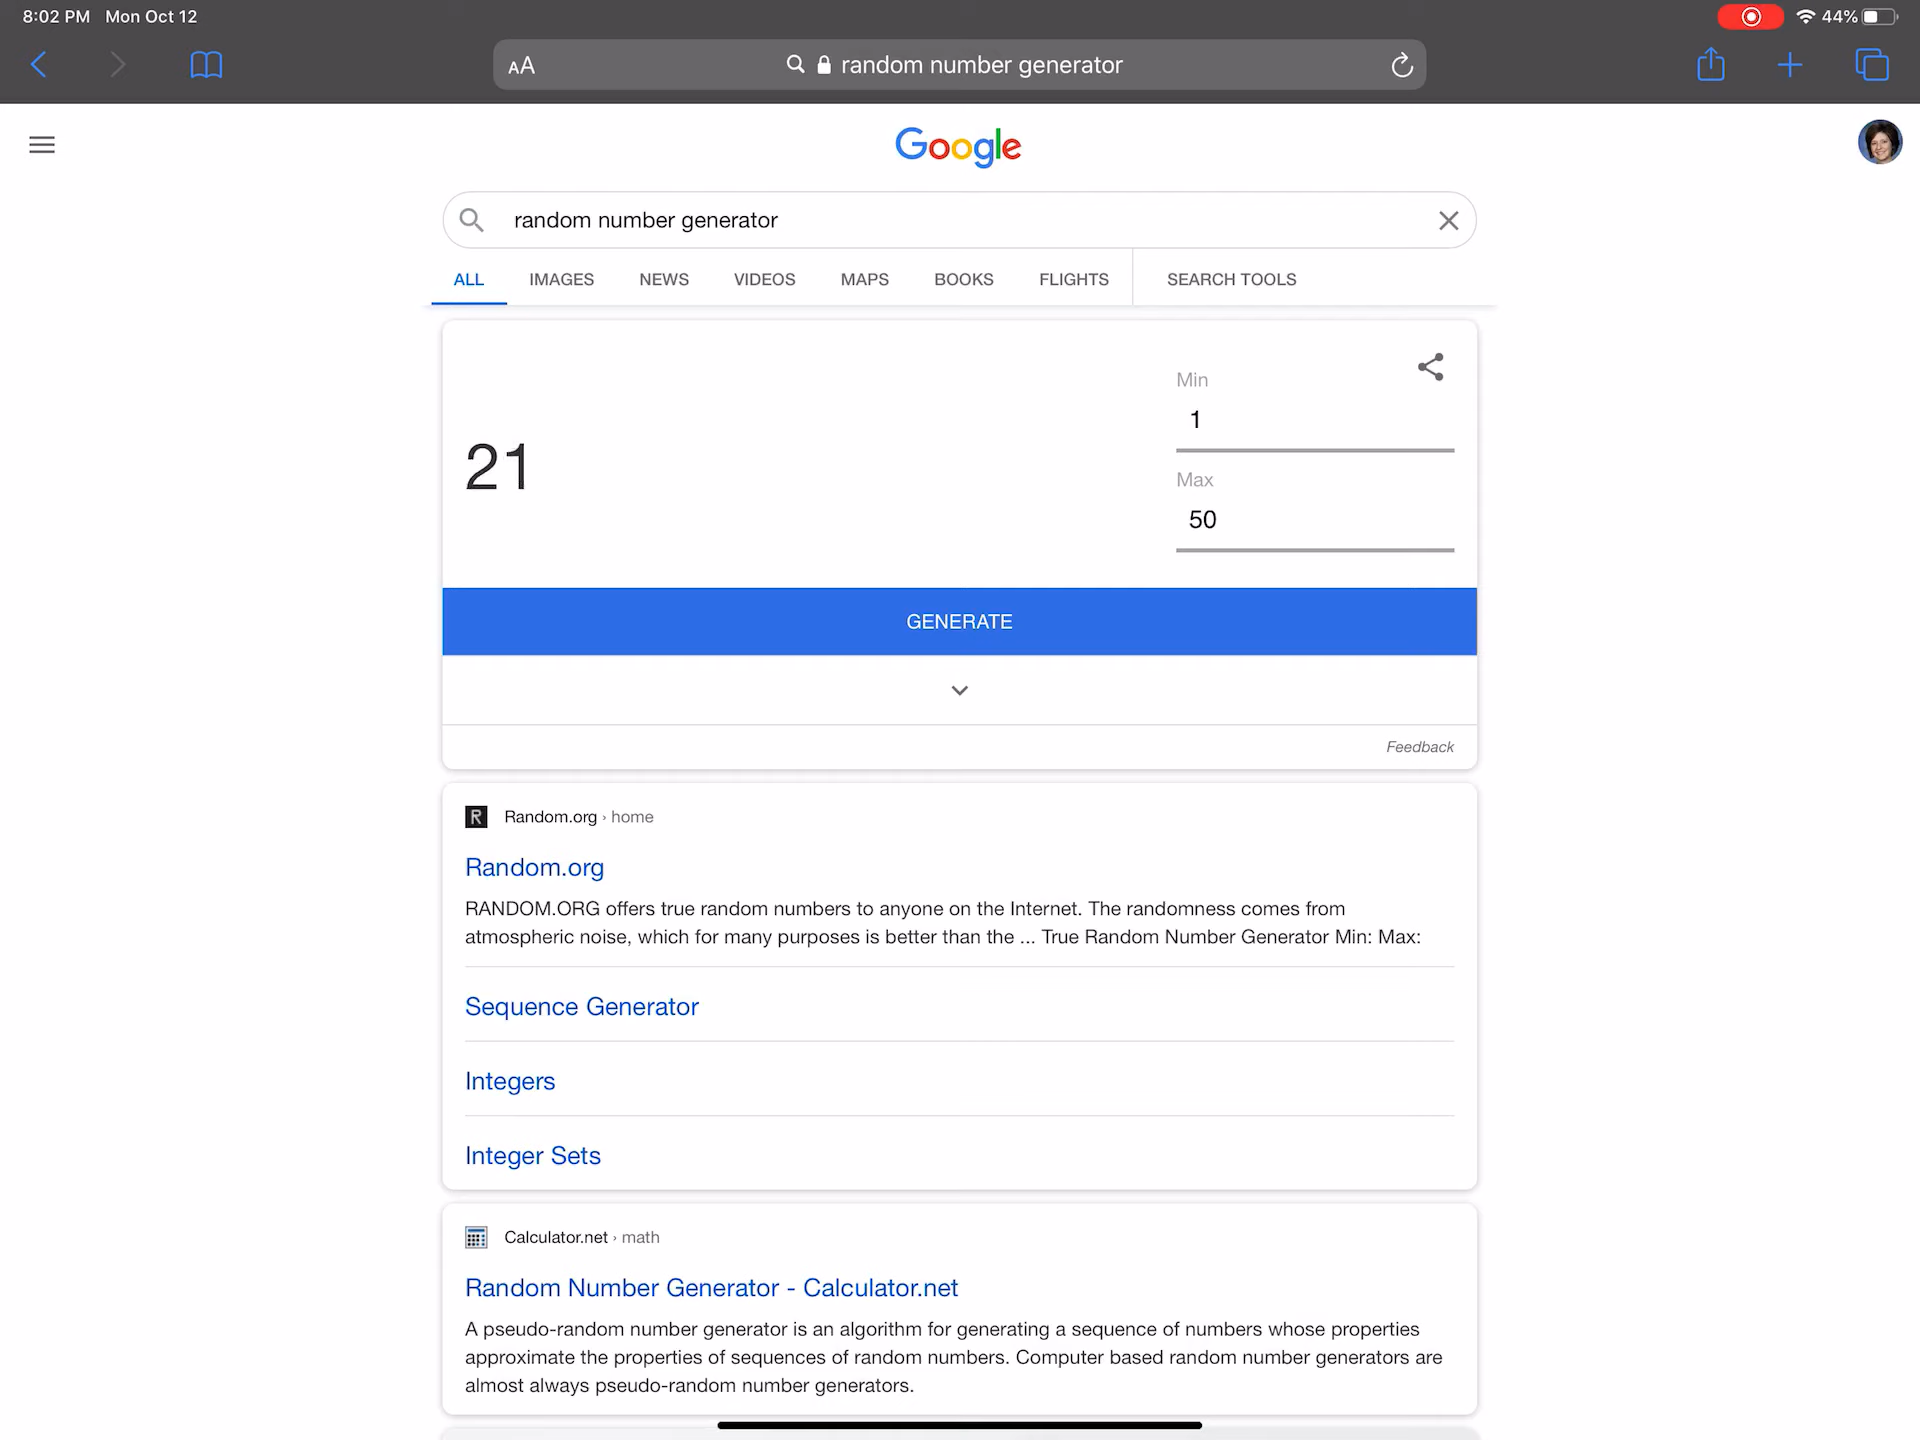 8:02 PM Mon Oct 12
44%
AA
random number generator
Google
random number generator
ALL IMAGES NEWS VIDEOS MAPS BOOKS FLIGHTS SEARCH TOOLS
Min
1
21
Max
50
GENERATE
Feedback
R Random.org › home
Random.org
RANDOM.ORG offers true random numbers to anyone on the Internet. The randomness comes from
atmospheric noise, which for many purposes is better than the ... True Random Number Generator Min: Max:
Sequence Generator
Integers
Integer Sets
Calculator.net › math
Random Number Generator - Calculator.net
A pseudo-random number generator is an algorithm for generating a sequence of numbers whose properties
approximate the properties of sequences of random numbers. Computer based random number generators are
almost always pseudo-random number generators.